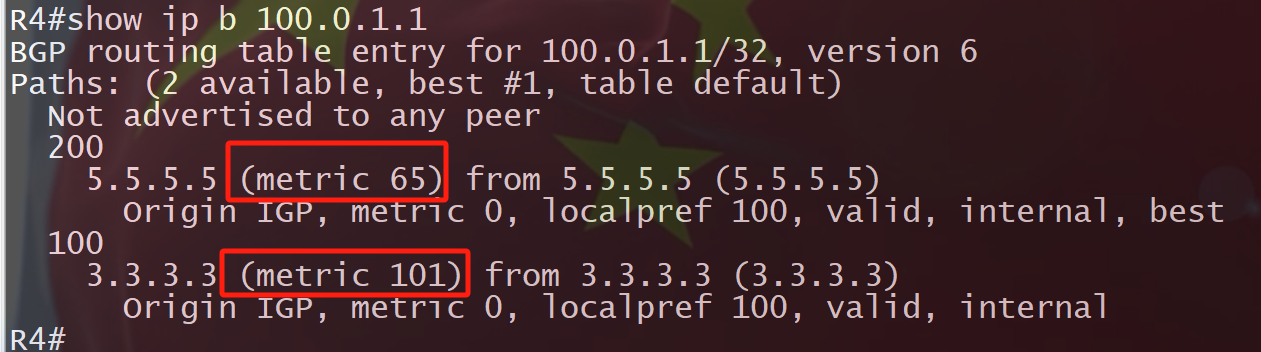 R4#show ip b 100.0.1.1
BGP routing table entry for 100.0.1.1/32, version 6
Paths: (2 available, best #1, table default)
  Not advertised to any peer
  200
    5.5.5.5 (metric 65) from 5.5.5.5 (5.5.5.5)
      Origin IGP, metric 0, localpref 100, valid, internal, best
  100
    3.3.3.3 (metric 101) from 3.3.3.3 (3.3.3.3)
      Origin IGP, metric 0, localpref 100, valid, internal
R4#